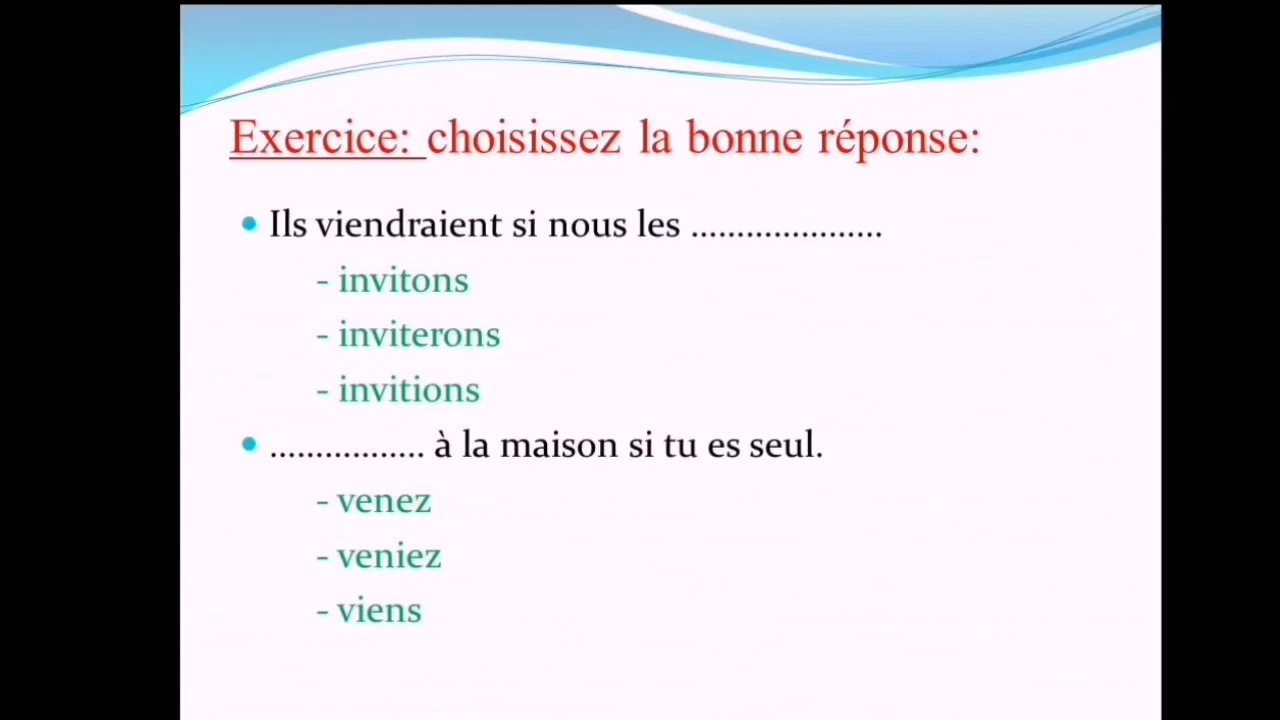 Exercice: choisissez la bonne réponse:
• Ils viendraient si nous les .....................
- invitons
- inviterons
- invitions
• ................. à la maison si tu es seul.
- venez
- veniez
- viens